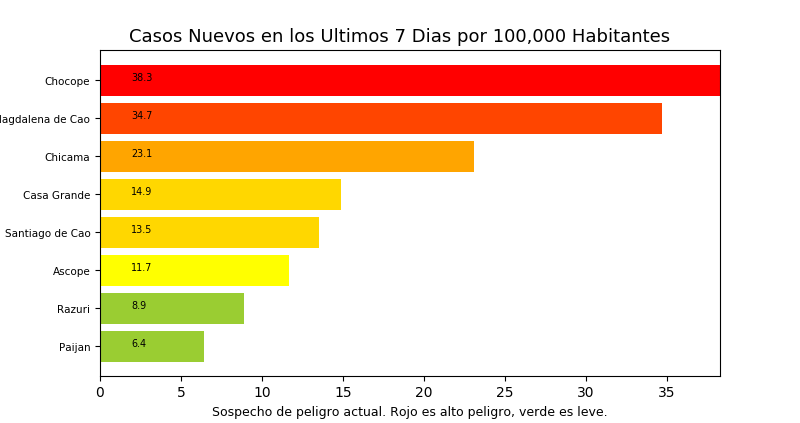 Casos Nuevos en los Ultimos 7 Dias por 100,000 Habitantes
Chocope 38.3
agdalena de Cao 34.7
Chicama 23.1
Casa Grande 14.9
Santiago de Cao 13.5
Ascope 11.7
Razuri 8.9
Paijan 6.4
0 5 10 15 20 25 30 35
Sospecho de peligro actual. Rojo es alto peligro, verde es leve.